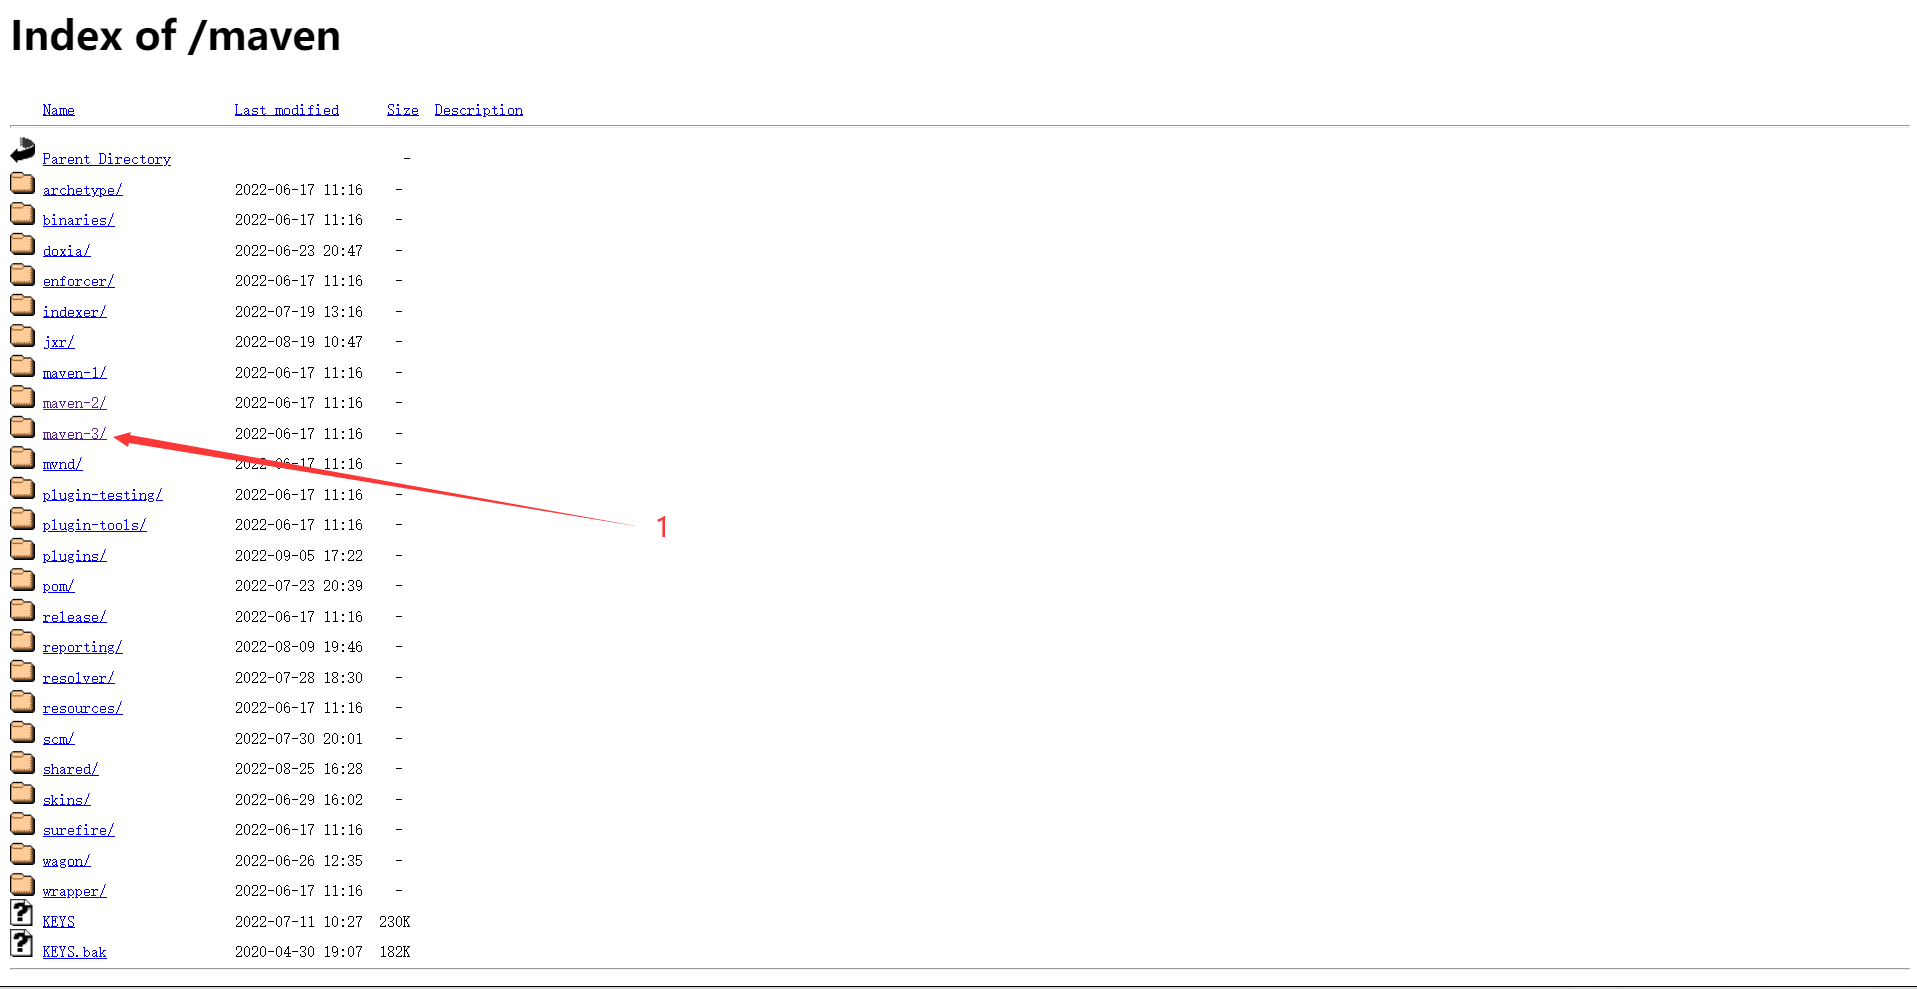 Index of /maven
Name Last modified Size Description
Parent Directory -
archetype/ 2022-06-17 11:16 -
binaries/ 2022-06-17 11:16 -
doxia/ 2022-06-23 20:47 -
enforcer/ 2022-06-17 11:16 -
indexer/ 2022-07-19 13:16 -
jxr/ 2022-08-19 10:47 -
maven-1/ 2022-06-17 11:16 -
maven-2/ 2022-06-17 11:16 -
maven-3/ 2022-06-17 11:16 -
mvnd/ 2022-06-17 11:16 -
plugin-testing/ 2022-06-17 11:16 -
plugin-tools/ 2022-06-17 11:16 -
1
plugins/ 2022-09-05 17:22 -
pom/ 2022-07-23 20:39 -
release/ 2022-06-17 11:16 -
reporting/ 2022-08-09 19:46 -
resolver/ 2022-07-28 18:30 -
resources/ 2022-06-17 11:16 -
scm/ 2022-07-30 20:01 -
shared/ 2022-08-25 16:28 -
skins/ 2022-06-29 16:02 -
surefire/ 2022-06-17 11:16 -
wagon/ 2022-06-26 12:35 -
wrapper/ 2022-06-17 11:16 -
KEYS 2022-07-11 10:27 230K
KEYS.bak 2020-04-30 19:07 182K